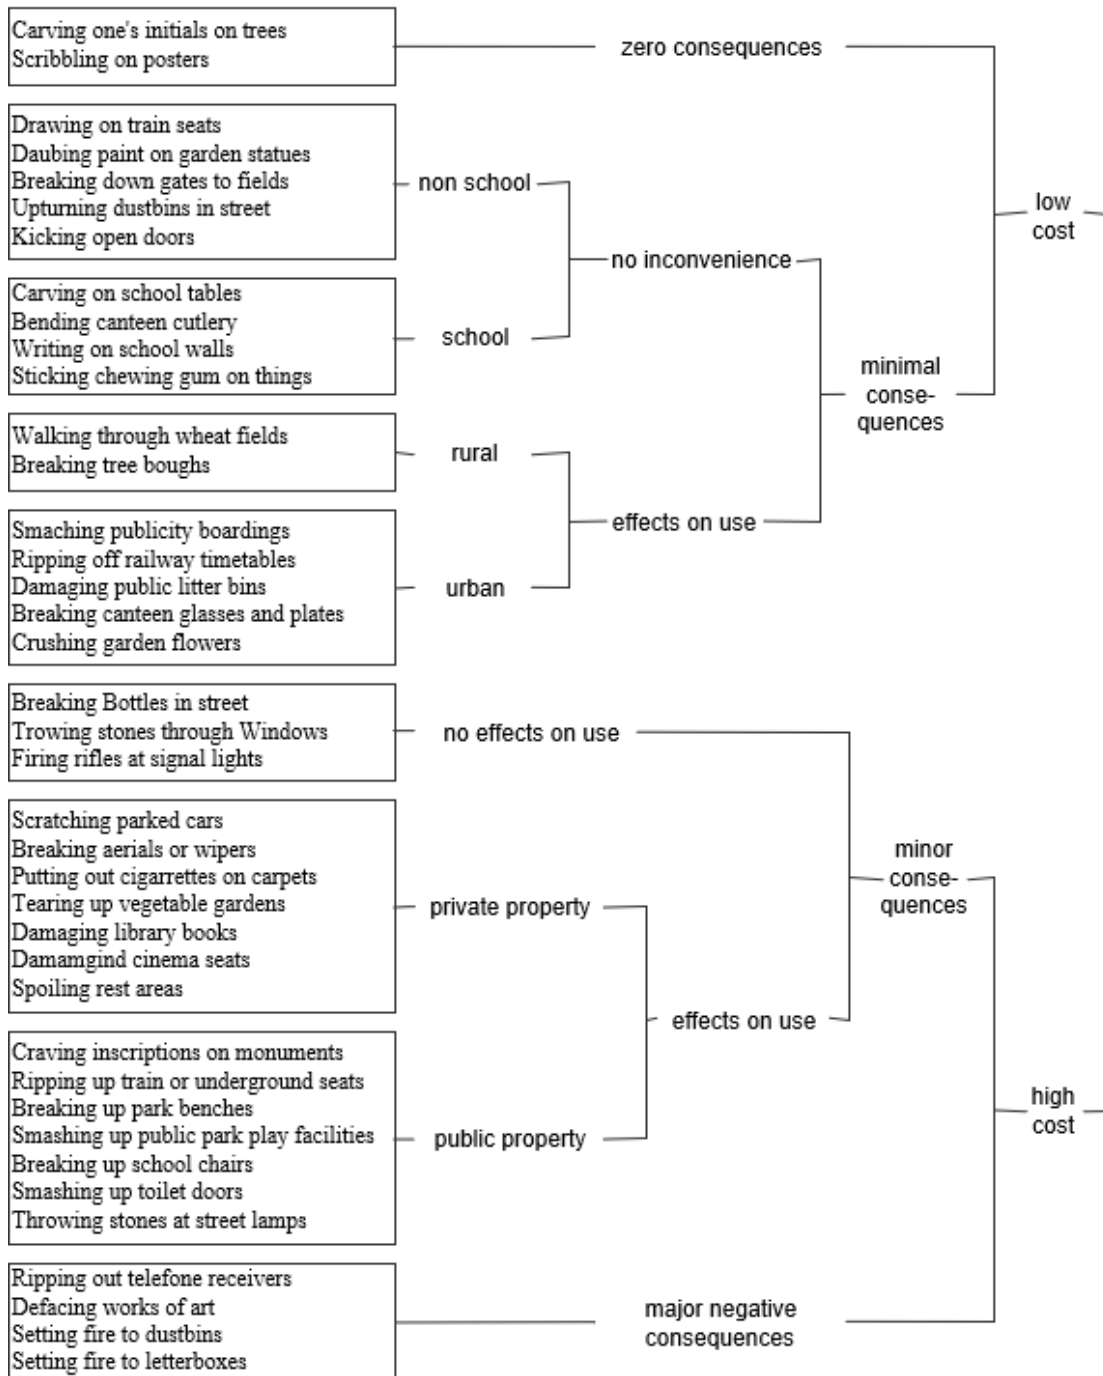 Carving one's initials on trees
Scribbling on posters
zero consequences
Drawing on train seats
Daubing paint on garden statues
Breaking down gates to fields
Upturning dustbins in street
Kicking open doors
non school
low
cost
no inconvenience
Carving on school tables
Bending canteen cutlery
Writing on school walls
Sticking chewing gum on things
school
minimal
conse-
quences
Walking through wheat fields
Breaking tree boughs
rural
effects on use
Smaching publicity boardings
Ripping off railway timetables
Damaging public litter bins
Breaking canteen glasses and plates
Crushing garden flowers
urban
Breaking Bottles in street
Trowing stones through Windows
Firing rifles at signal lights
no effects on use
Scratching parked cars
Breaking aerials or wipers
Putting out cigarrettes on carpets
Tearing up vegetable gardens
Damaging library books
Damamgind cinema seats
Spoiling rest areas
private property
minor
conse-
quences
effects on use
Craving inscriptions on monuments
Ripping up train or underground seats
Breaking up park benches
Smashing up public park play facilities
Breaking up school chairs
Smashing up toilet doors
Throwing stones at street lamps
public property
high
cost
Ripping out telefone receivers
Defacing works of art
Setting fire to dustbins
Setting fire to letterboxes
major negative
consequences